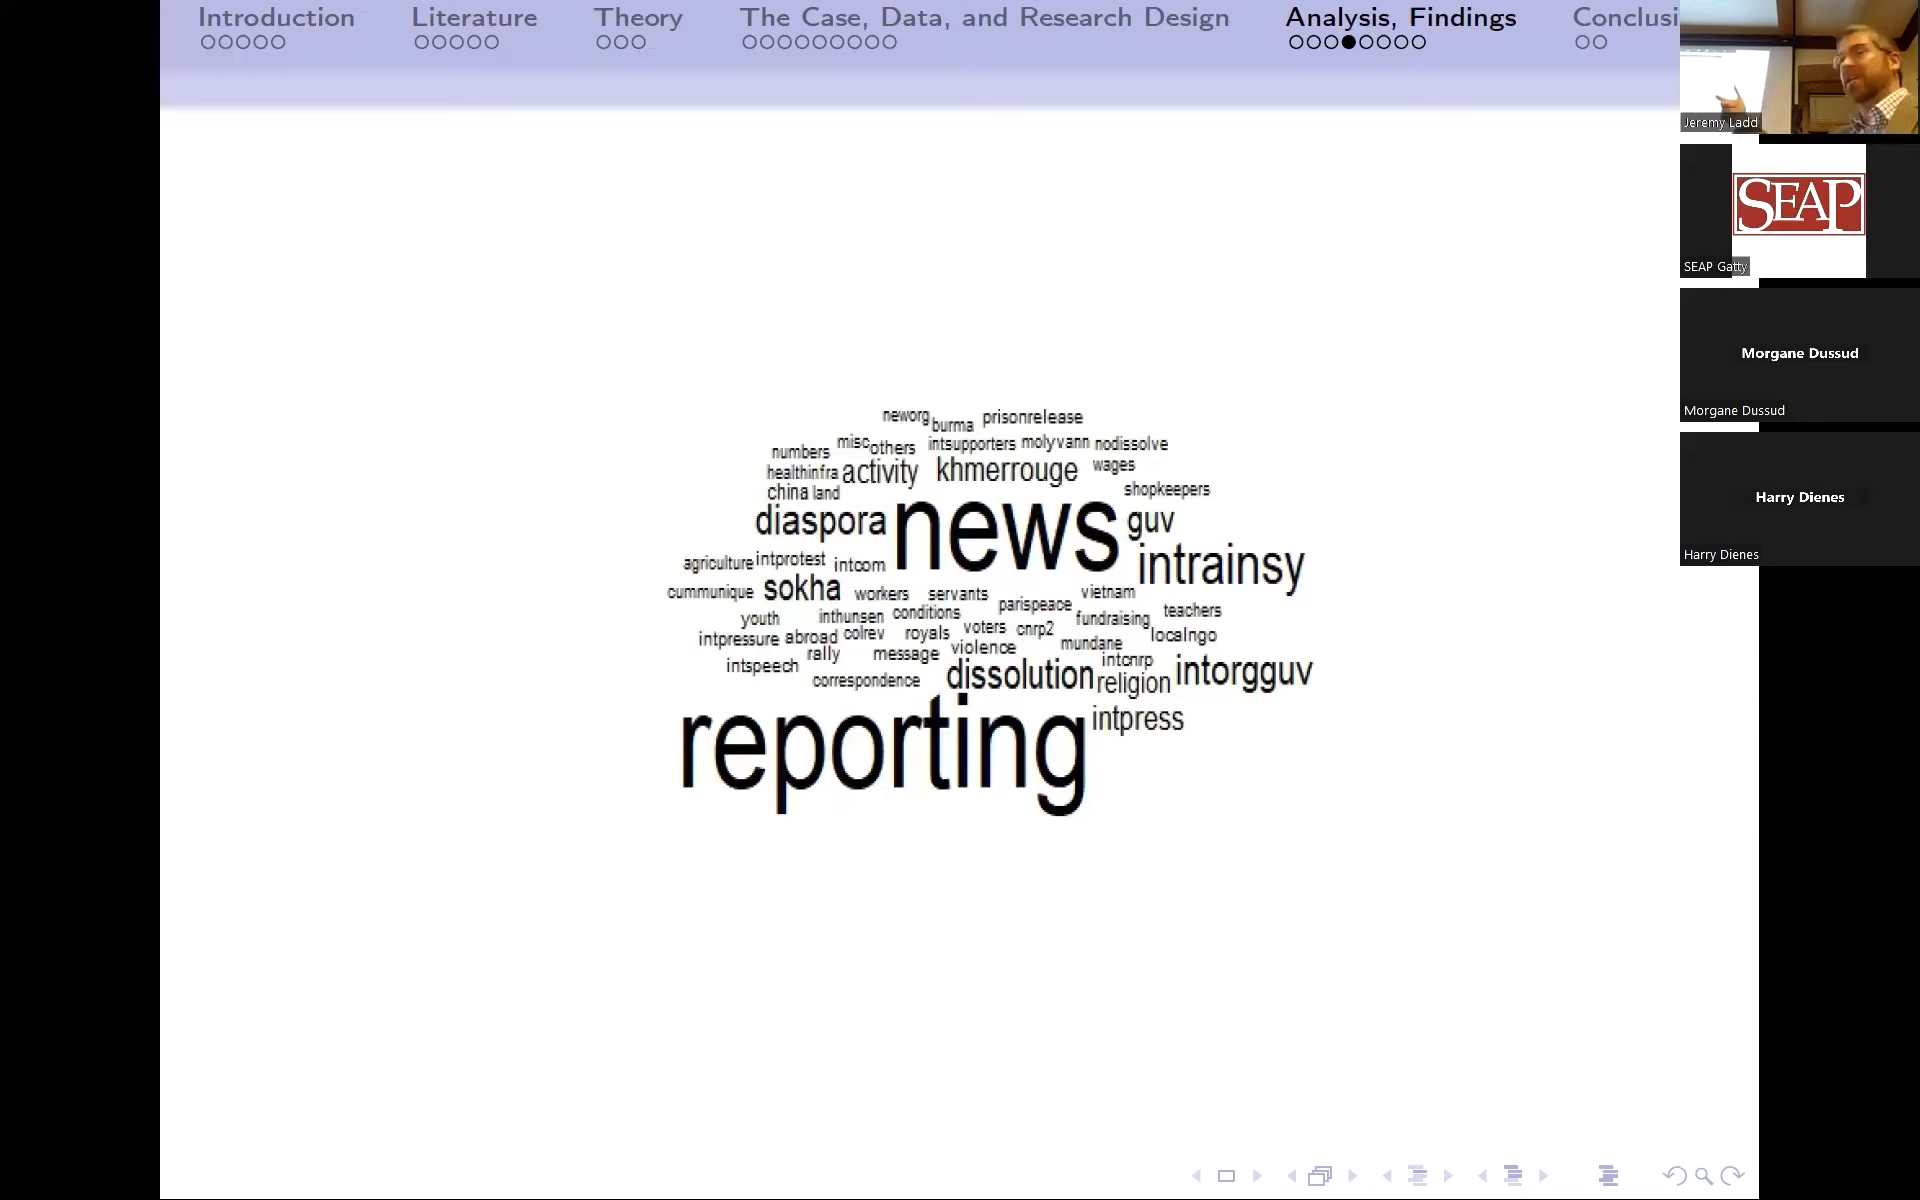 Introduction Literature Theory The Case, Data, and Research Design Analysis, Findings Conclusi
Jeremy Ladd
SEAP
SEAP Gatty
Morgane Dussud
Morgane Dussud
Harry Dienes
Harry Dienes
neworg burma prisonrelease
numbers misc others intsupporters molyvann nodissolve
healthinfra activity khmerrouge wages
china land shopkeepers
diaspora news guv
agriculture intprotest intcom intrainsy
cummunique sokha workers servants parispeace vietnam
youth inthunsen conditions fundraising teachers
intpressure abroad colrev royals voters cnrp2 mundane localngo
rally message violence
intspeech correspondence dissolution intcnrp religion intorgguv
reporting intpress